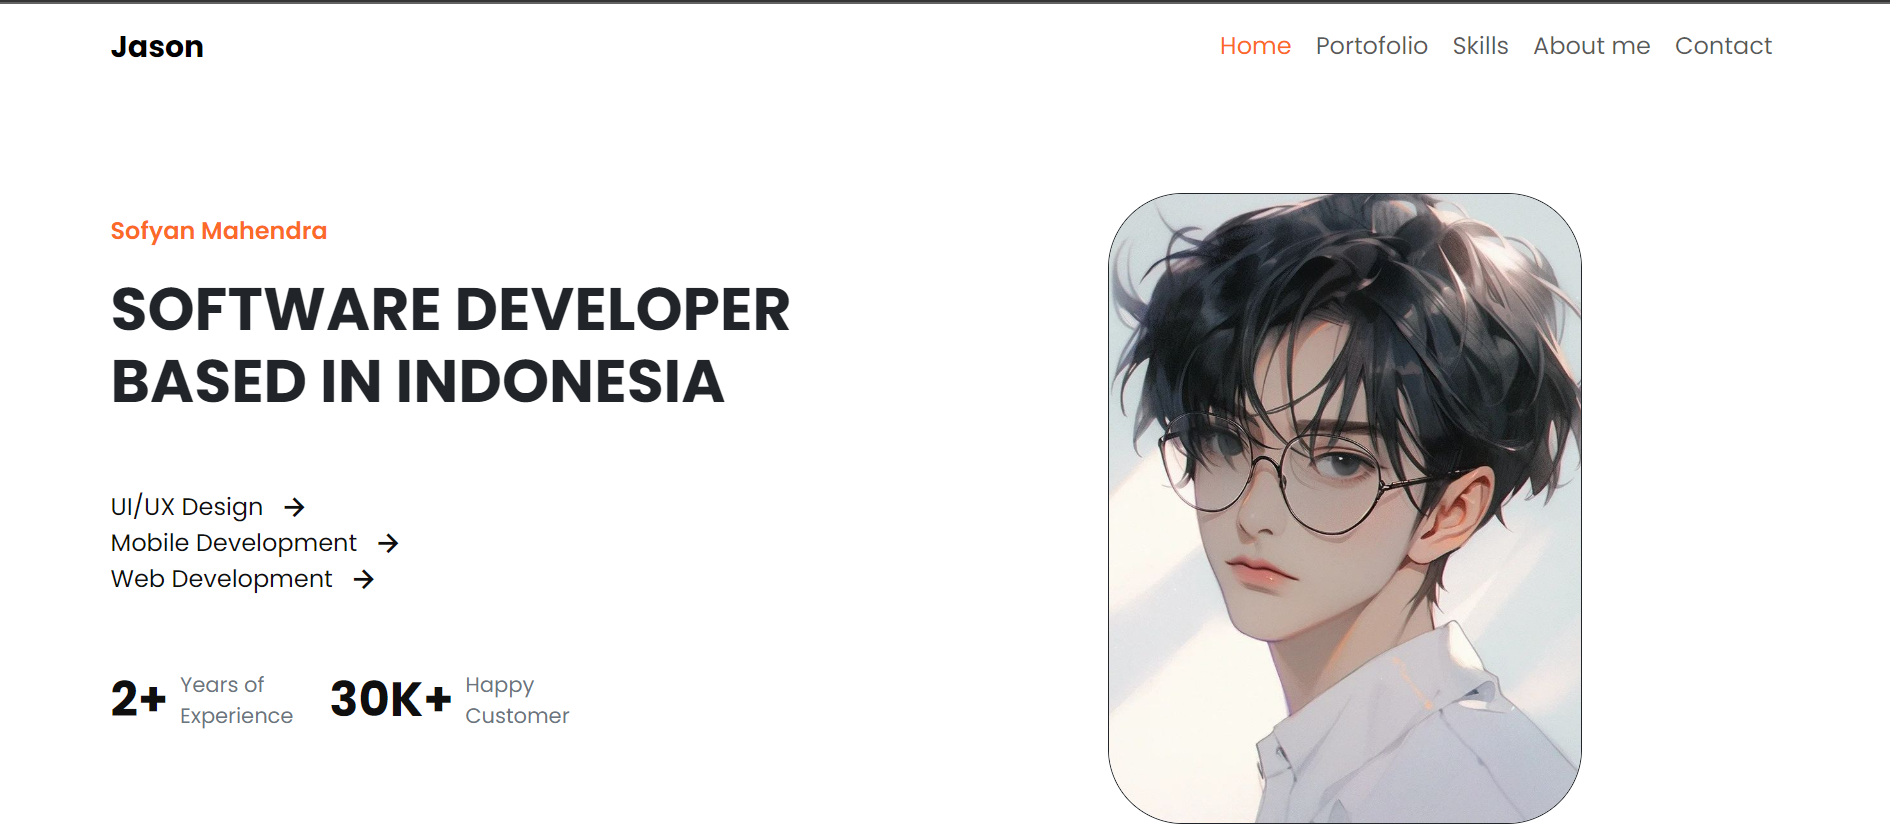 Jason
Home Portofolio Skills About me Contact
Sofyan Mahendra
SOFTWARE DEVELOPER
BASED IN INDONESIA
UI/UX Design →
Mobile Development →
Web Development →
2+ Years of
Experience
30K+ Happy
Customer